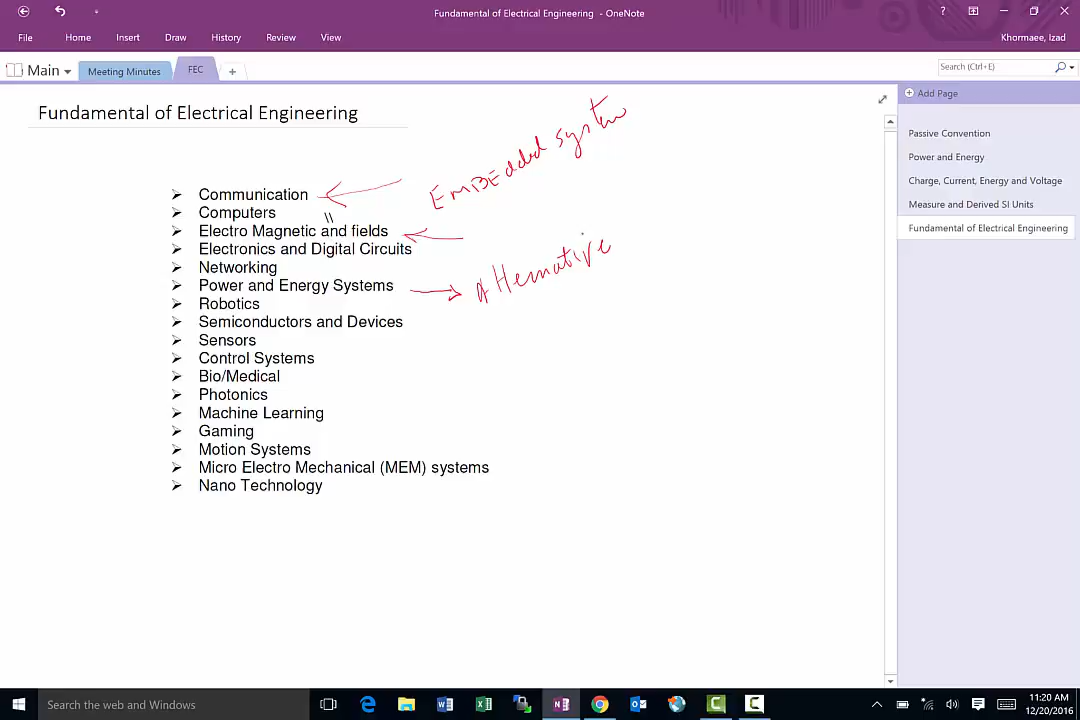 Fundamental of Electrical Engineering - OneNote
?
File Home Insert Draw History Review View
Khormaee, Izad
Main
Meeting Minutes
FEC
+
Search (Ctrl+E)
Add Page
Passive Convention
Power and Energy
Charge, Current, Energy and Voltage
Measure and Derived SI Units
Fundamental of Electrical Engineering
Fundamental of Electrical Engineering
Embedded system
Communication
Computers
Electro Magnetic and fields
Electronics and Digital Circuits
Networking
Power and Energy Systems
Alternative
Robotics
Semiconductors and Devices
Sensors
Control Systems
Bio/Medical
Photonics
Machine Learning
Gaming
Motion Systems
Micro Electro Mechanical (MEM) systems
Nano Technology
Search the web and Windows
11:20 AM
12/20/2016